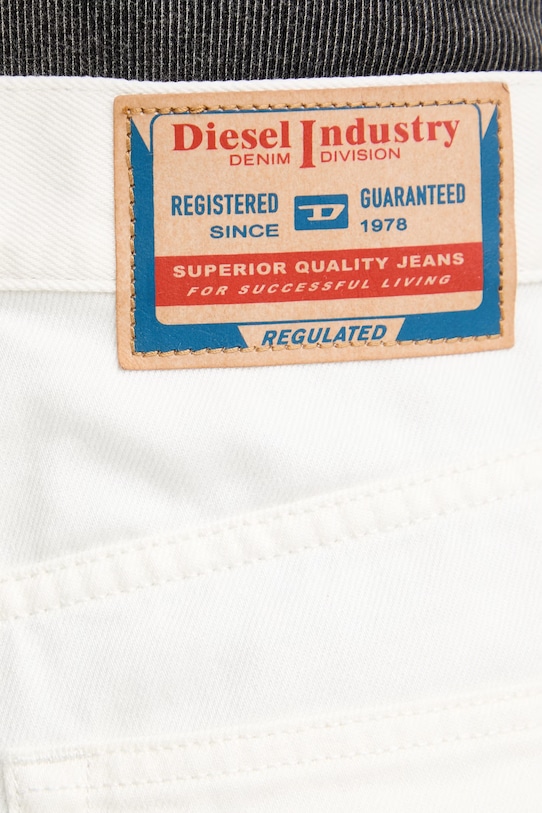 Diesel Industry
DENIM DIVISION
REGISTERED D GUARANTEED
SINCE 1978
SUPERIOR QUALITY JEANS
FOR SUCCESSFUL LIVING
REGULATED